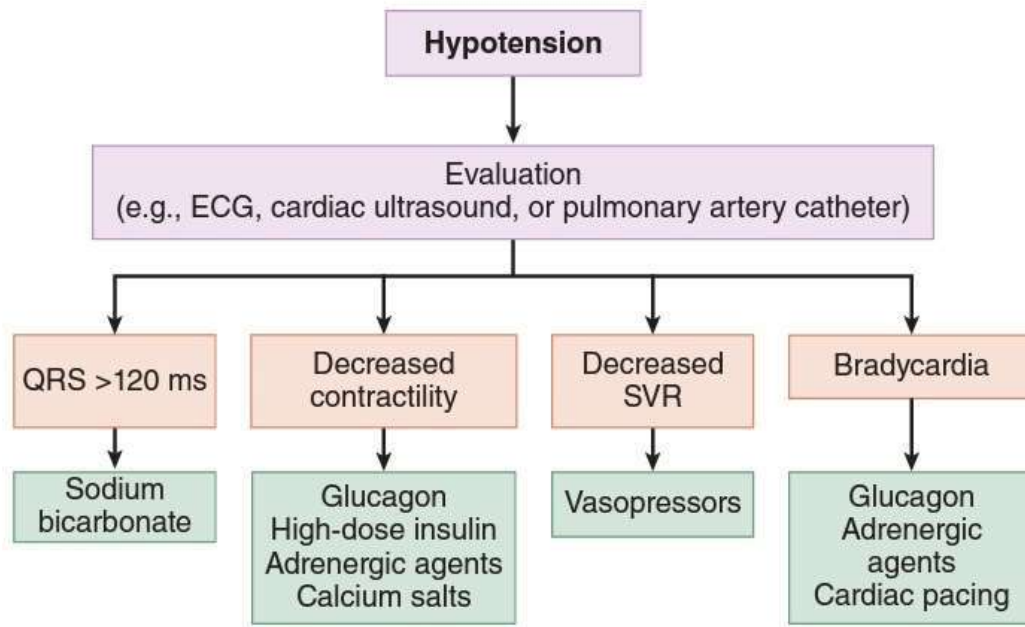 Hypotension
Evaluation
(e.g., ECG, cardiac ultrasound, or pulmonary artery catheter)
QRS >120 ms
Decreased
contractility
Decreased
SVR
Bradycardia
Sodium
bicarbonate
Glucagon
High-dose insulin
Adrenergic agents
Calcium salts
Vasopressors
Glucagon
Adrenergic
agents
Cardiac pacing